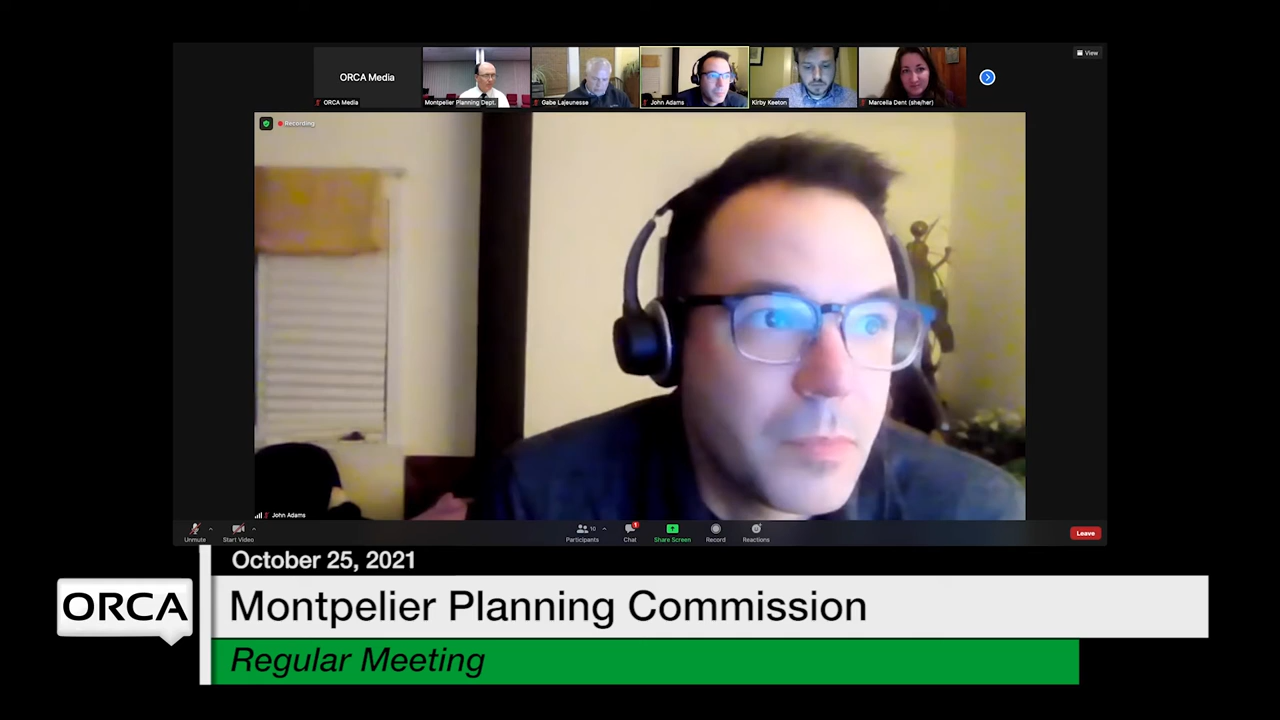 View
ORCA Media
ORCA Media
Montpelier Planning Dept.
Gabe Lajeunesse
John Adams
Kirby Keeton
Marcella Dent (she/her)
Recording
John Adams
Unmute
Start Video
10
Participants
1
Chat
Share Screen
Record
Reactions
Leave
October 25, 2021
ORCA
Montpelier Planning Commission
Regular Meeting